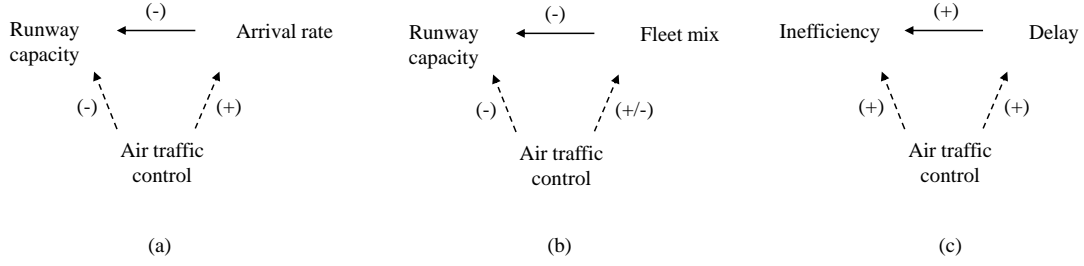 (-)
Runway
capacity
Arrival rate
(-)
(+)
Air traffic
control
(a)
(-)
Runway
capacity
Fleet mix
(-)
(+/-)
Air traffic
control
(b)
(+)
Inefficiency
Delay
(+)
(+)
Air traffic
control
(c)